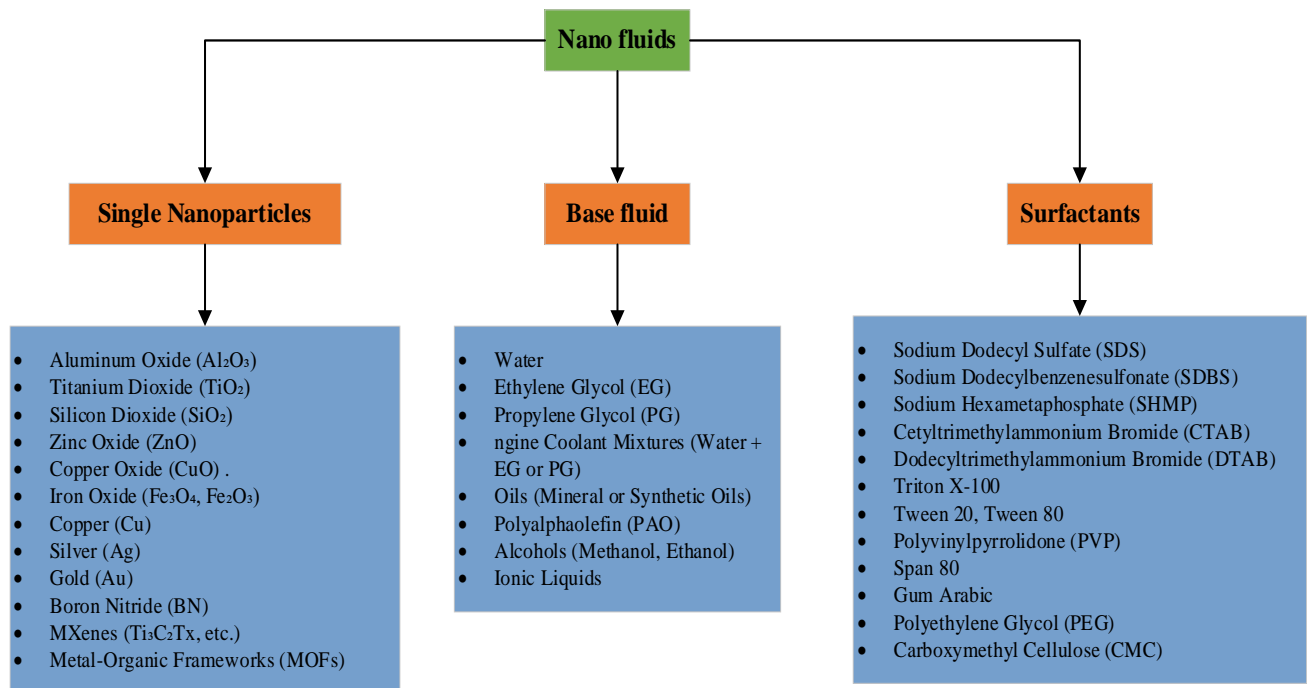 Nano fluids
Single Nanoparticles
Base fluid
Surfactants
• Aluminum Oxide (Al₂O₃)
• Titanium Dioxide (TiO₂)
• Silicon Dioxide (SiO₂)
• Zinc Oxide (ZnO)
• Copper Oxide (CuO) .
• Iron Oxide (Fe₃O₄, Fe₂O₃)
• Copper (Cu)
• Silver (Ag)
• Gold (Au)
• Boron Nitride (BN)
• MXenes (Ti₃C₂Tx, etc.)
• Metal-Organic Frameworks (MOFs)
• Water
• Ethylene Glycol (EG)
• Propylene Glycol (PG)
• ngine Coolant Mixtures (Water +
EG or PG)
• Oils (Mineral or Synthetic Oils)
• Polyalphaolefin (PAO)
• Alcohols (Methanol, Ethanol)
• Ionic Liquids
• Sodium Dodecyl Sulfate (SDS)
• Sodium Dodecylbenzenesulfonate (SDBS)
• Sodium Hexametaphosphate (SHMP)
• Cetyltrimethylammonium Bromide (CTAB)
• Dodecyltrimethylammonium Bromide (DTAB)
• Triton X-100
• Tween 20, Tween 80
• Polyvinylpyrrolidone (PVP)
• Span 80
• Gum Arabic
• Polyethylene Glycol (PEG)
• Carboxymethyl Cellulose (CMC)